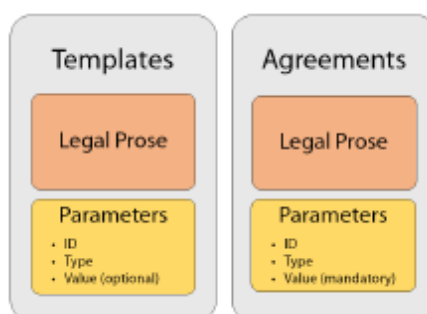 Templates
Legal Prose
Parameters
• ID
• Type
• Value (optional)
Agreements
Legal Prose
Parameters
• ID
• Type
• Value (mandatory)